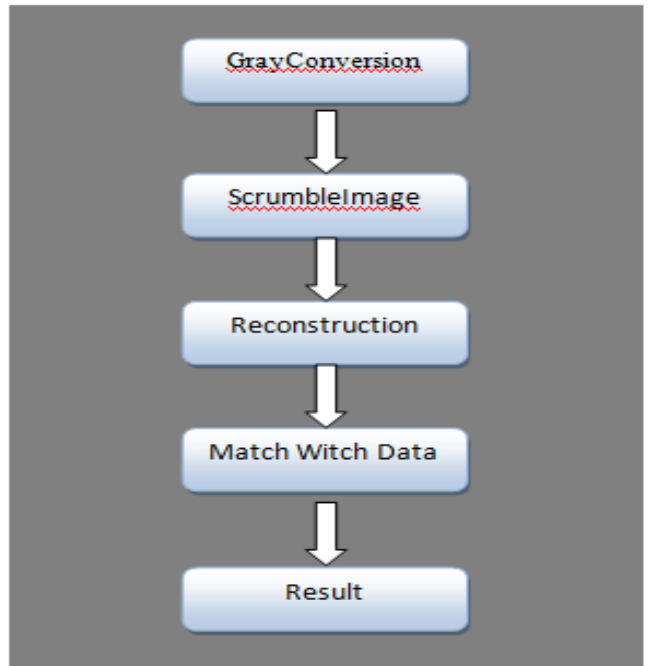 GrayConversion
ScrumbleImage
Reconstruction
Match Witch Data
Result